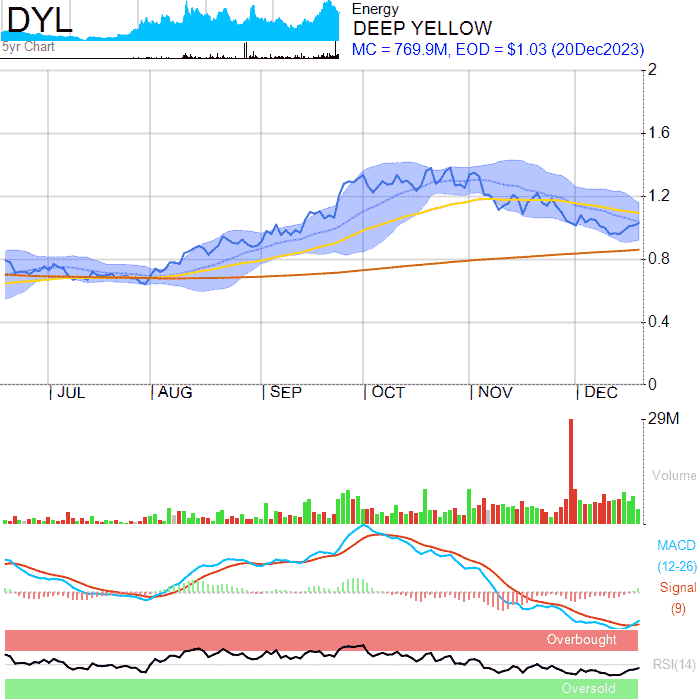 DYL
5yr Chart
Energy
DEEP YELLOW
MC = 769.9M, EOD = $1.03 (20Dec2023)
2
1.6
1.2
0.8
0.4
0
JUL AUG SEP OCT NOV DEC
29M
Volume
MACD
(12-26)
Signal
(9)
Overbought
RSI(14)
Oversold